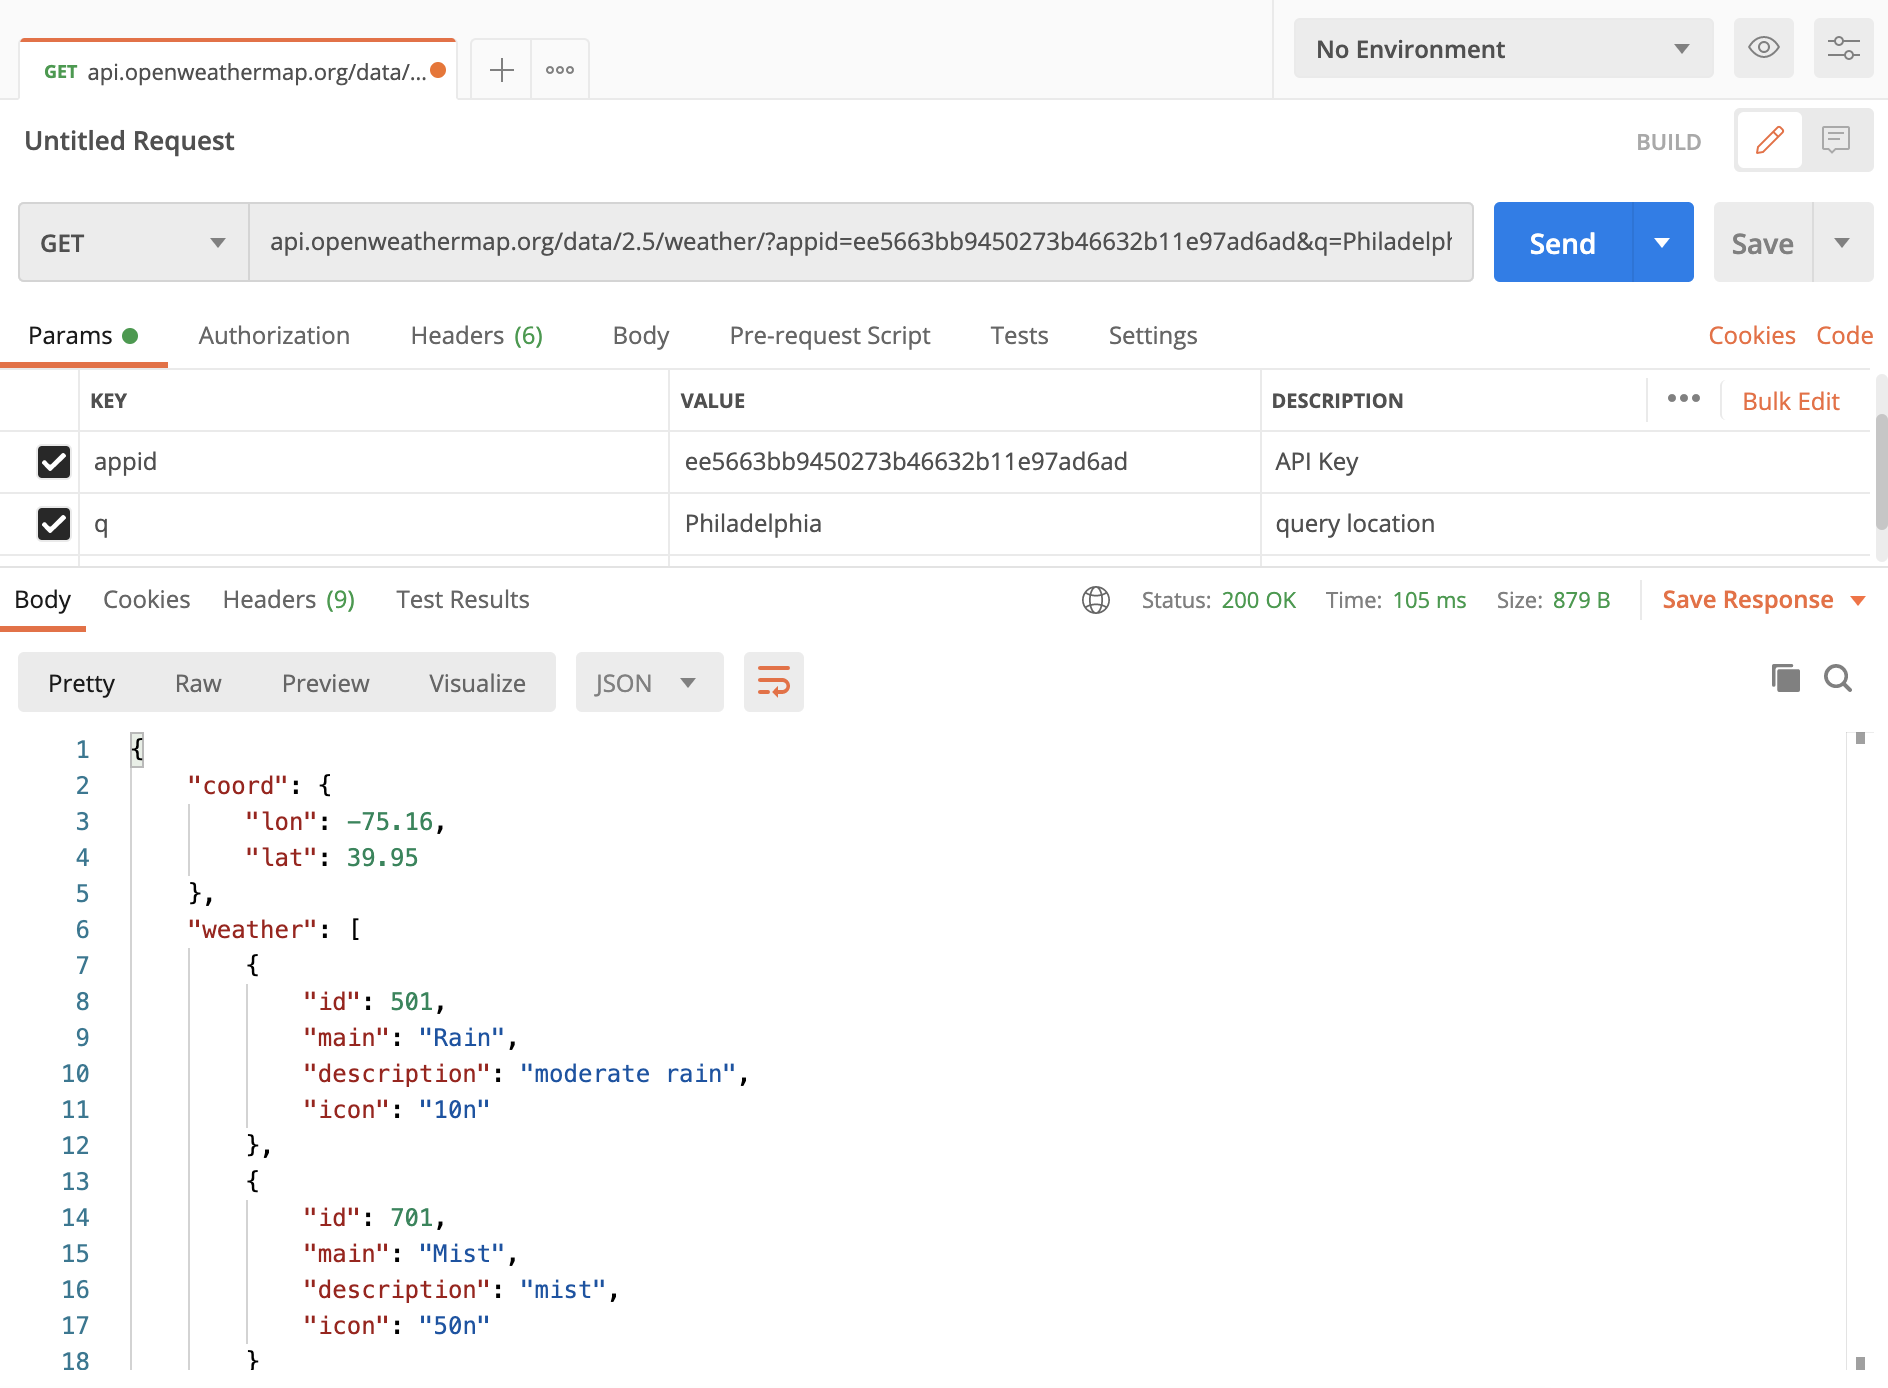 GET api.openweathermap.org/data/...
No Environment
Untitled Request
BUILD
GET
api.openweathermap.org/data/2.5/weather/?appid=ee5663bb9450273b46632b11e97ad6ad&q=Philadelph
Send
Save
Params
Authorization
Headers (6)
Body
Pre-request Script
Tests
Settings
Cookies
Code
KEY
VALUE
DESCRIPTION
Bulk Edit
appid
ee5663bb9450273b46632b11e97ad6ad
API Key
q
Philadelphia
query location
Body
Cookies
Headers (9)
Test Results
Status: 200 OK
Time: 105 ms
Size: 879 B
Save Response
Pretty
Raw
Preview
Visualize
JSON
1 {
2 "coord": {
3 "lon": -75.16,
4 "lat": 39.95
5 },
6 "weather": [
7 {
8 "id": 501,
9 "main": "Rain",
10 "description": "moderate rain",
11 "icon": "10n"
12 },
13 {
14 "id": 701,
15 "main": "Mist",
16 "description": "mist",
17 "icon": "50n"
18 }